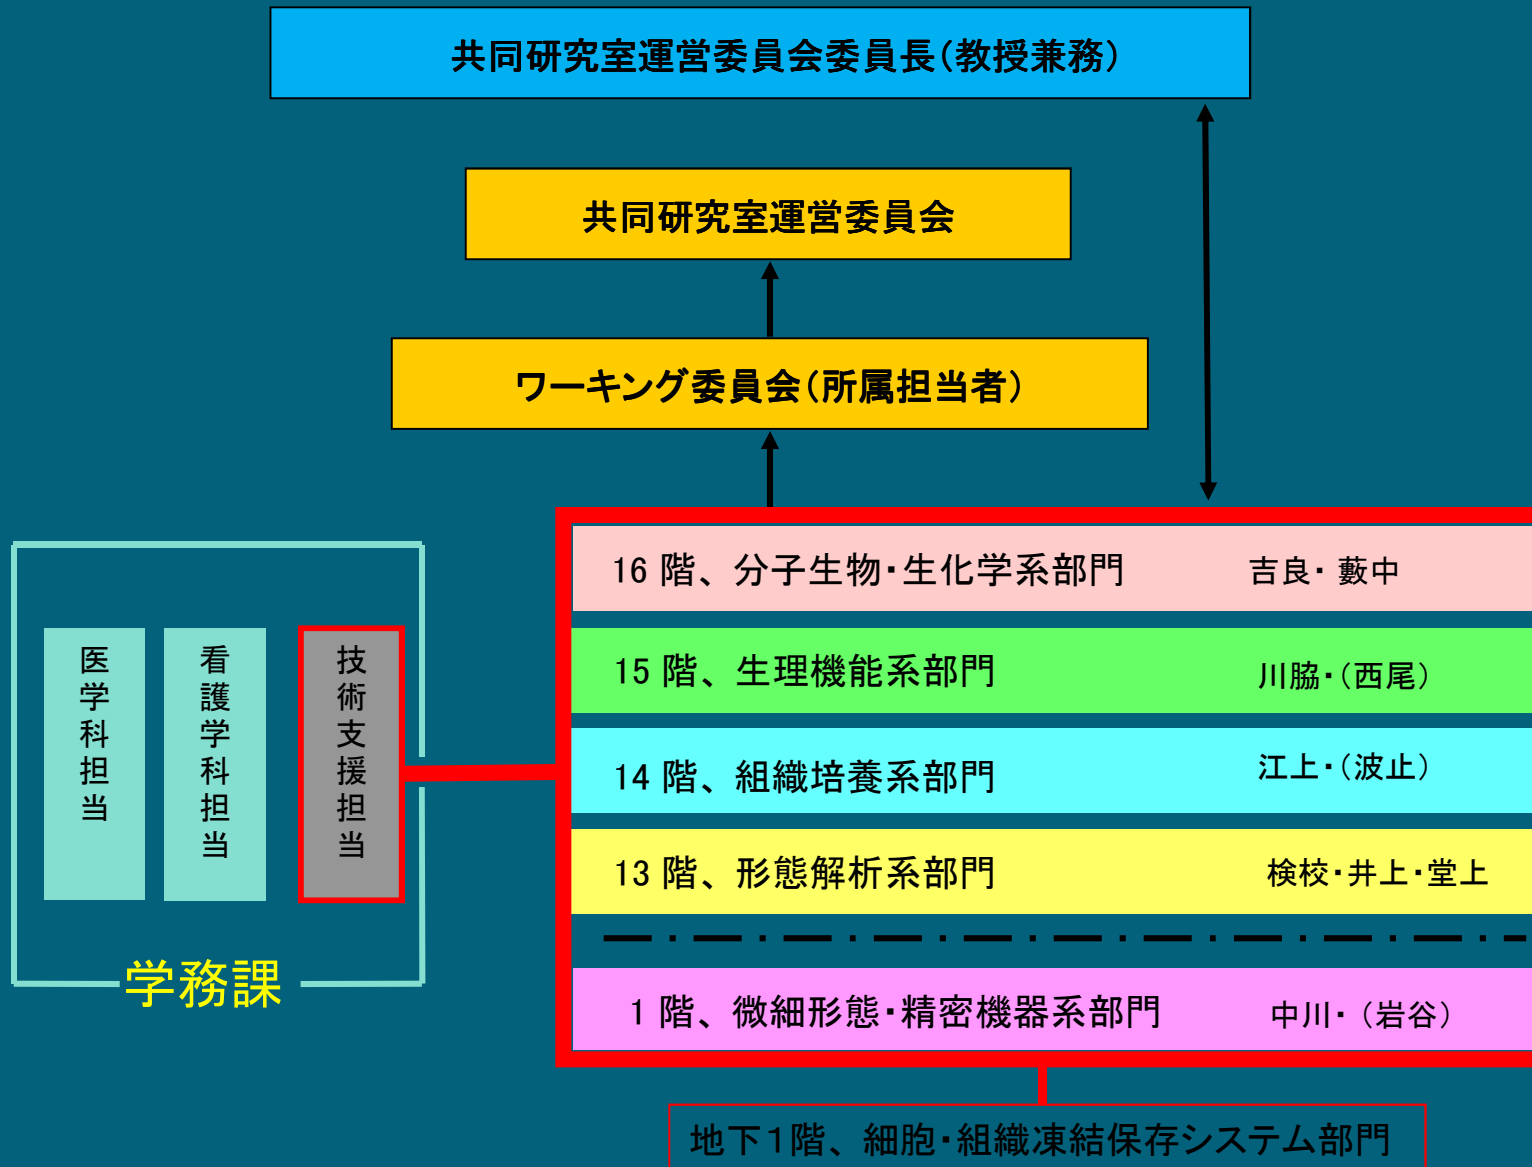 共同研究室運営委員会委員長(教授兼務)
共同研究室運営委員会
ワーキング委員会(所属担当者)
16 階、分子生物・生化学系部門 吉良・ 藪中
15 階、生理機能系部門 川脇・(西尾)
14 階、組織培養系部門 江上・(波止)
13 階、形態解析系部門 検校・井上・堂上
1 階、微細形態・精密機器系部門 中川・ (岩谷)
地下1階、細胞・組織凍結保存システム部門
医学科担当
看護学科担当
技術支援担当
学務課